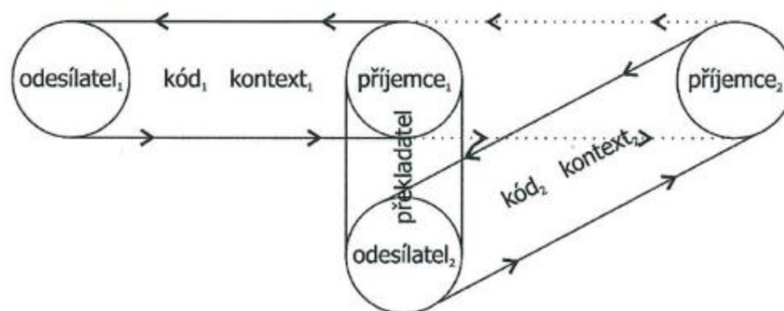 odesílatel₁ kód₁ kontext₁ příjemce₁ příjemce₂
překladatel
kód₂ kontext₂
odesílatel₂